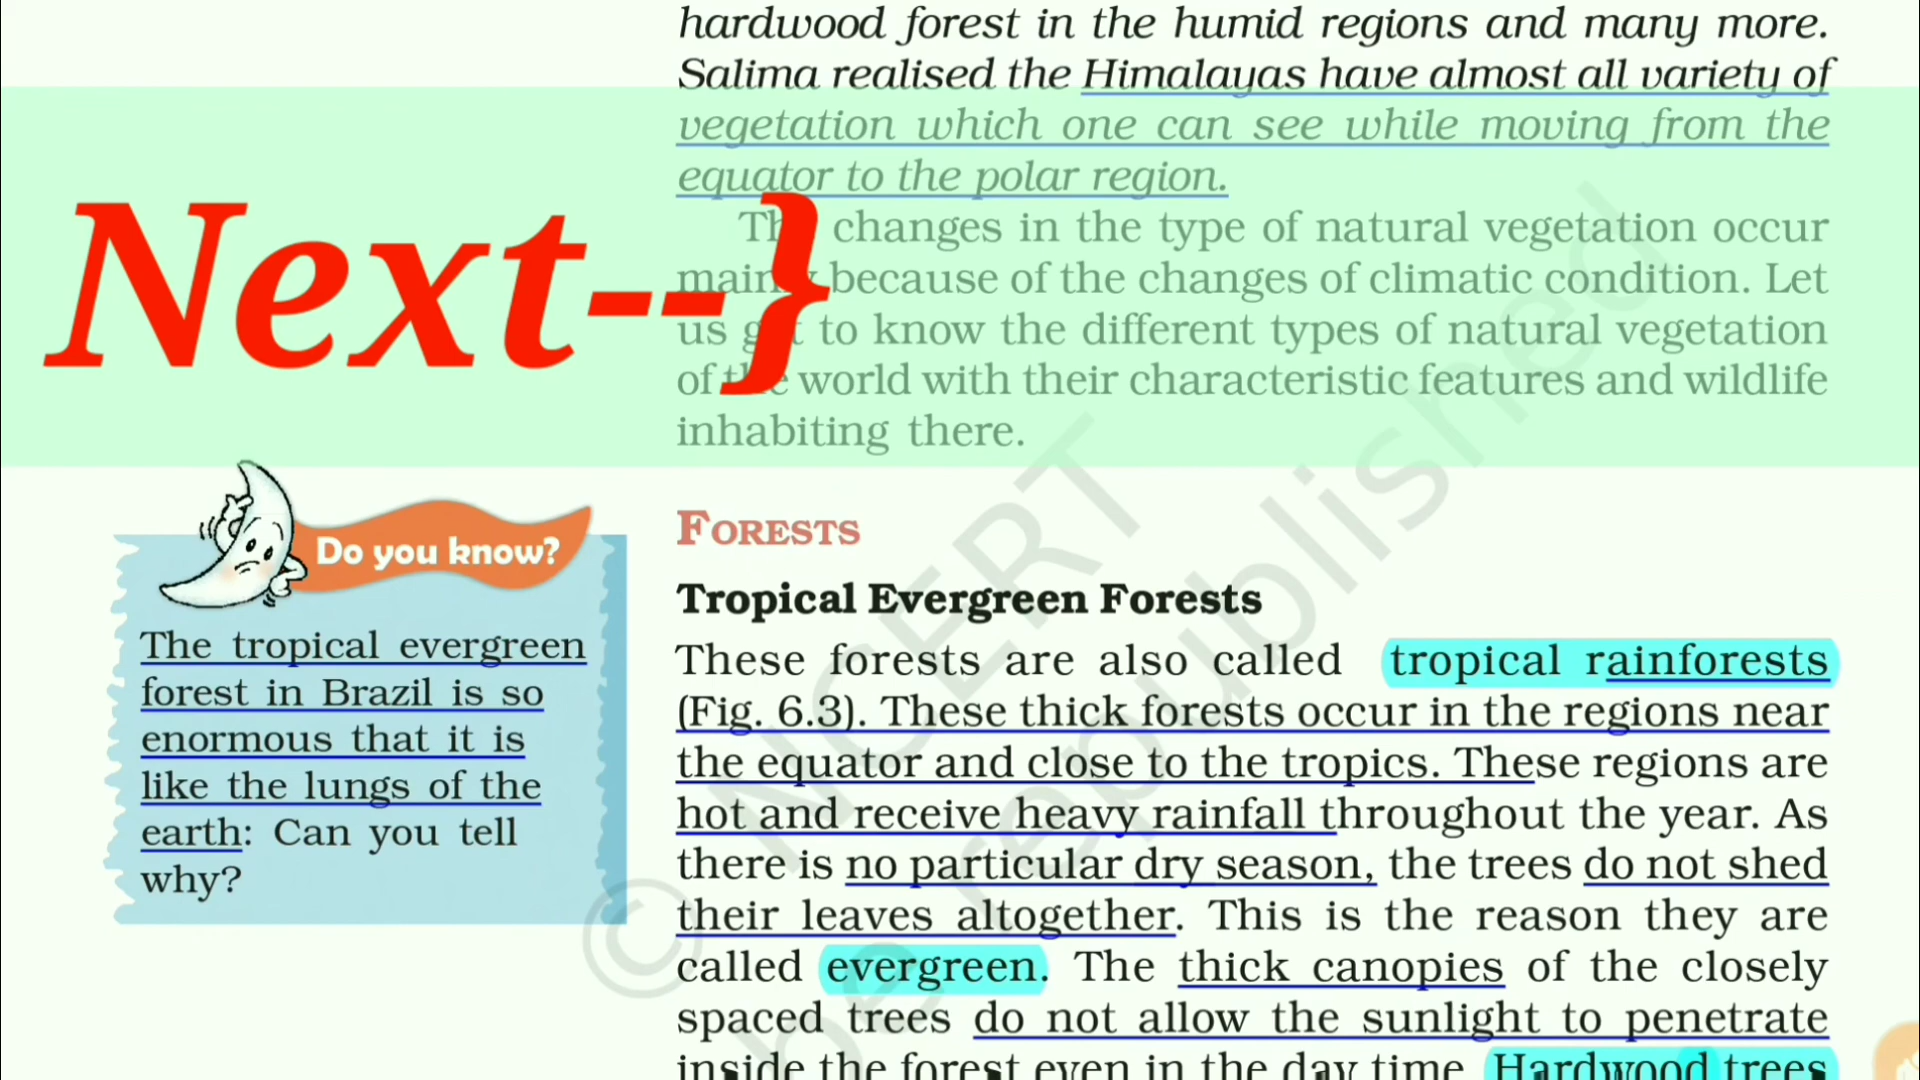 hardwood forest in the humid regions and many more.
Salima realised the Himalayas have almost all variety of
vegetation which one can see while moving from the
equator to the polar region.
The changes in the type of natural vegetation occur
mainly because of the changes of climatic condition. Let
us get to know the different types of natural vegetation
of the world with their characteristic features and wildlife
inhabiting there.
Next--}
Do you know?
The tropical evergreen
forest in Brazil is so
enormous that it is
like the lungs of the
earth: Can you tell
why?
FORESTS
Tropical Evergreen Forests
These forests are also called tropical rainforests
(Fig. 6.3). These thick forests occur in the regions near
the equator and close to the tropics. These regions are
hot and receive heavy rainfall throughout the year. As
there is no particular dry season, the trees do not shed
their leaves altogether. This is the reason they are
called evergreen. The thick canopies of the closely
spaced trees do not allow the sunlight to penetrate
inside the forest even in the day time. Hardwood trees
© NCERT
be republished